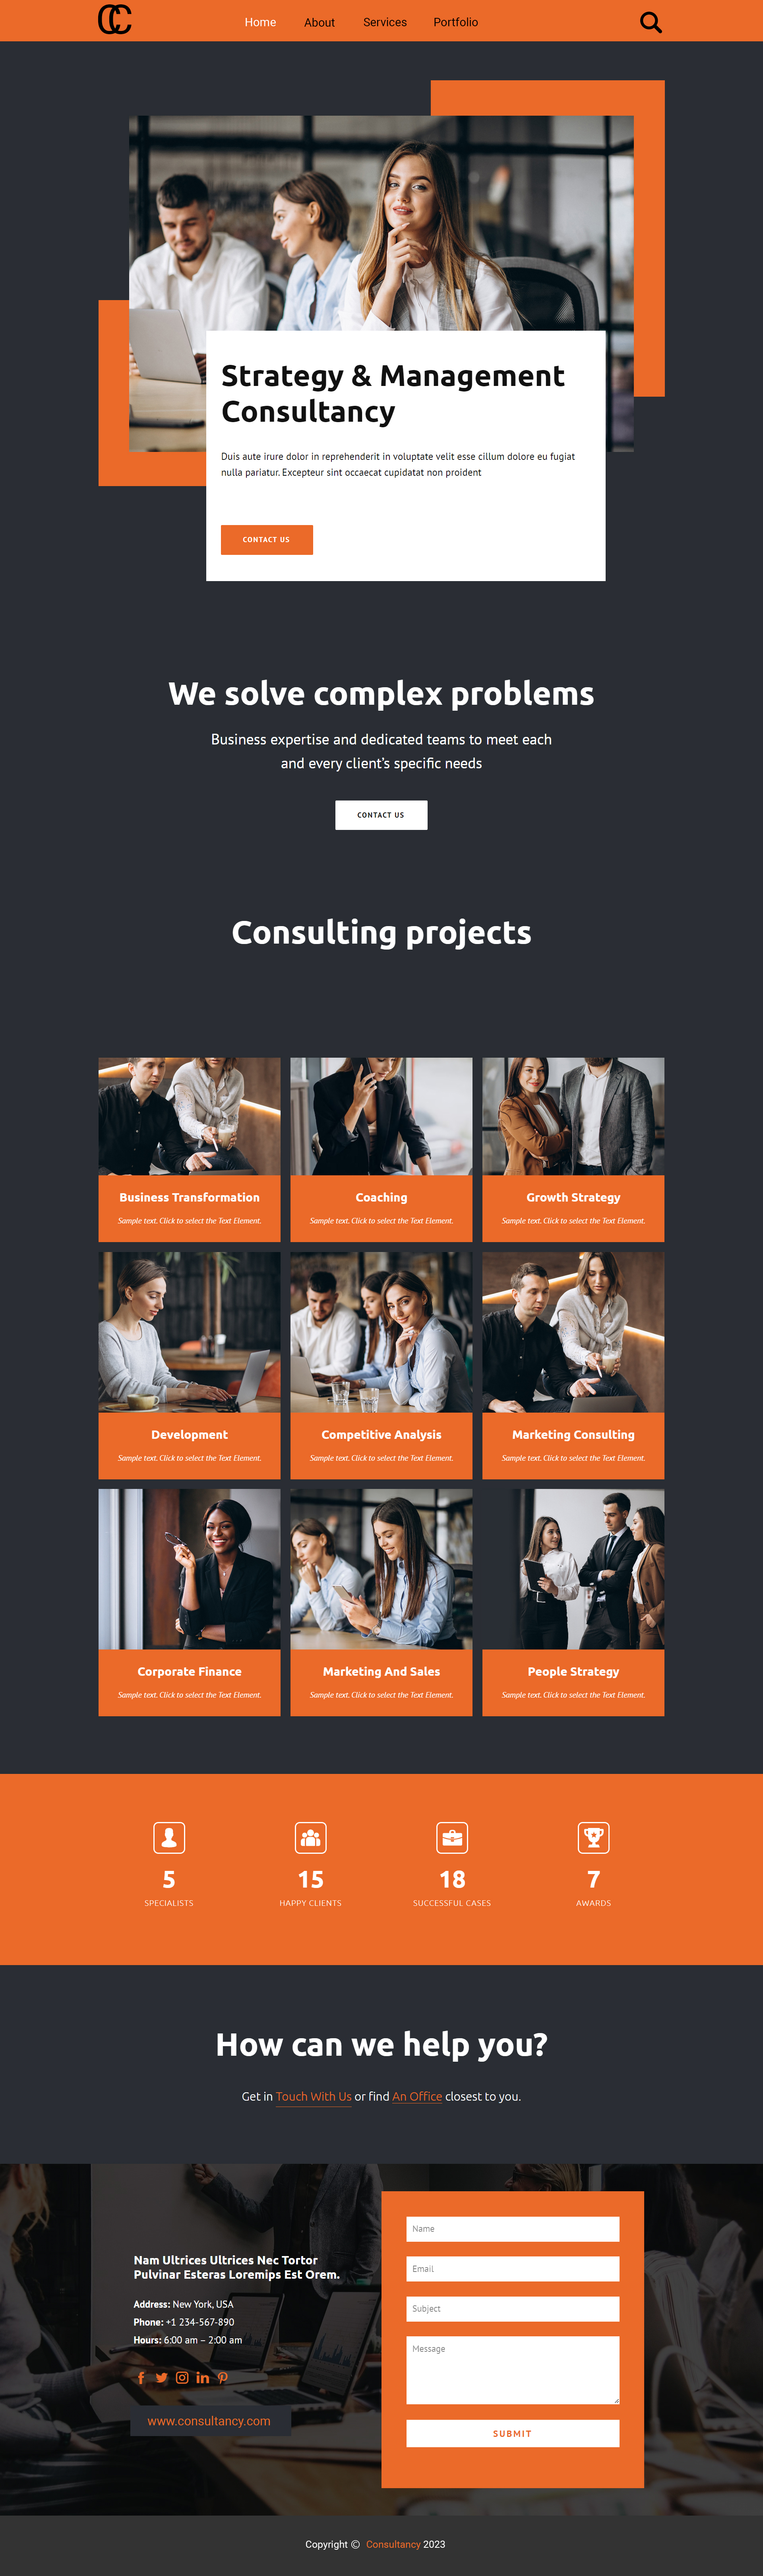 CC
Home About Services Portfolio
Strategy & Management
Consultancy
Duis aute irure dolor in reprehenderit in voluptate velit esse cillum dolore eu fugiat
nulla pariatur. Excepteur sint occaecat cupidatat non proident
CONTACT US
We solve complex problems
Business expertise and dedicated teams to meet each
and every client's specific needs
CONTACT US
Consulting projects
Business Transformation
Sample text. Click to select the Text Element.
Coaching
Sample text. Click to select the Text Element.
Growth Strategy
Sample text. Click to select the Text Element.
Development
Sample text. Click to select the Text Element.
Competitive Analysis
Sample text. Click to select the Text Element.
Marketing Consulting
Sample text. Click to select the Text Element.
Corporate Finance
Sample text. Click to select the Text Element.
Marketing And Sales
Sample text. Click to select the Text Element.
People Strategy
Sample text. Click to select the Text Element.
5
SPECIALISTS
15
HAPPY CLIENTS
18
SUCCESSFUL CASES
7
AWARDS
How can we help you?
Get in Touch With Us or find An Office closest to you.
Nam Ultrices Ultrices Nec Tortor
Pulvinar Esteras Loremips Est Orem.
Address: New York, USA
Phone: +1 234-567-890
Hours: 6:00 am – 2:00 am
www.consultancy.com
Name
Email
Subject
Message
SUBMIT
Copyright © Consultancy 2023